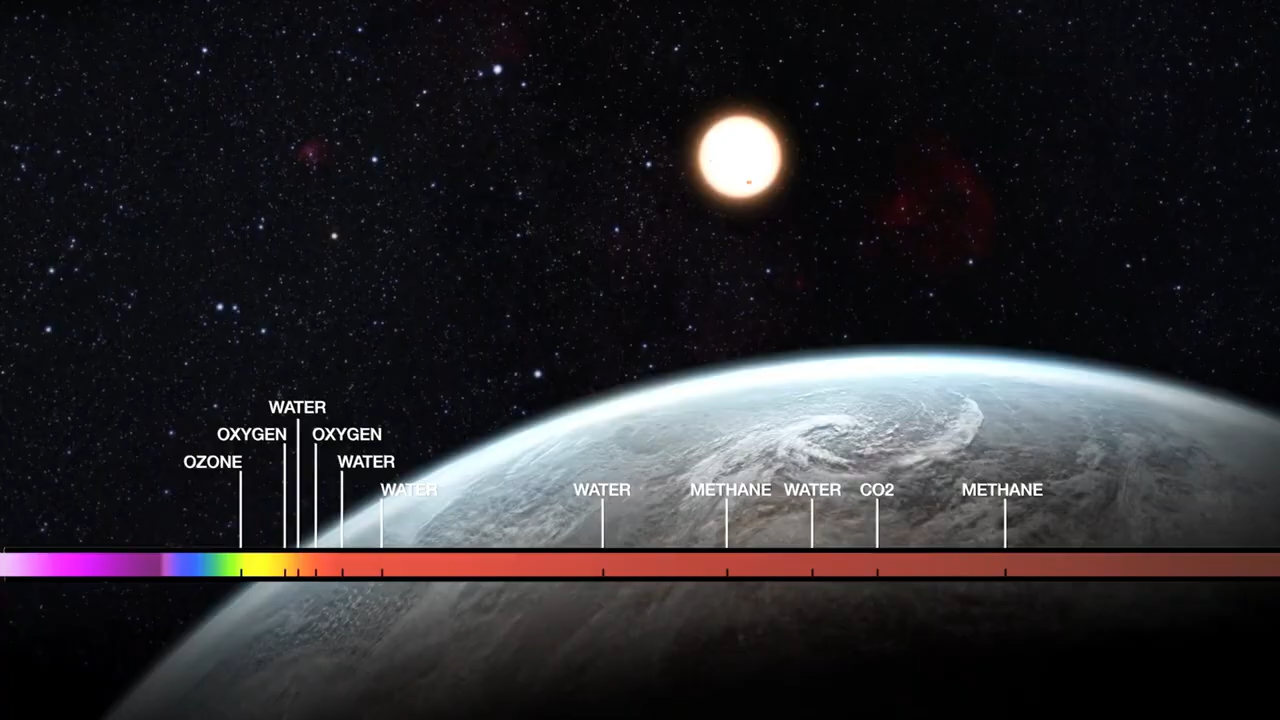 WATER
OXYGEN OXYGEN
OZONE WATER
WATER WATER METHANE WATER CO2 METHANE